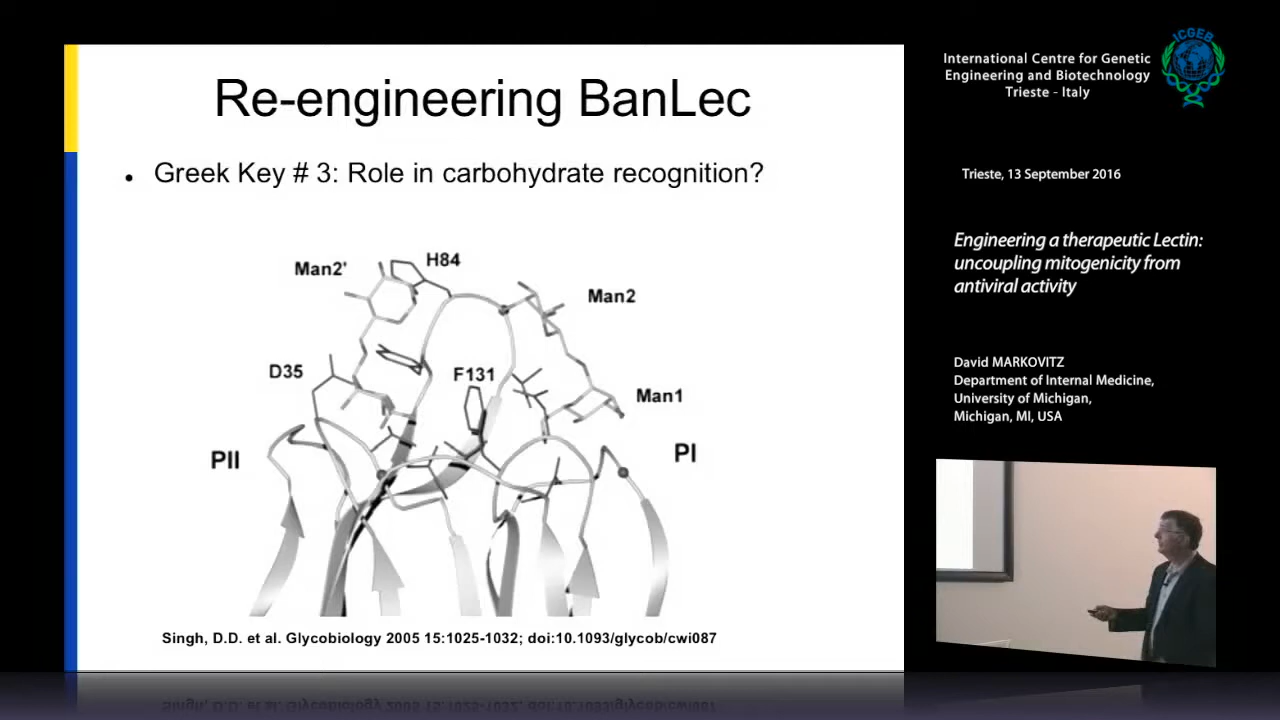 Re-engineering BanLec
• Greek Key # 3: Role in carbohydrate recognition?
Man2'
H84
Man2
D35
F131
Man1
PII
PI
Singh, D.D. et al. Glycobiology 2005 15:1025-1032; doi:10.1093/glycob/cwi087
ICGEB
International Centre for Genetic
Engineering and Biotechnology
Trieste - Italy
Trieste, 13 September 2016
Engineering a therapeutic Lectin:
uncoupling mitogenicity from
antiviral activity
David MARKOVITZ
Department of Internal Medicine,
University of Michigan,
Michigan, MI, USA